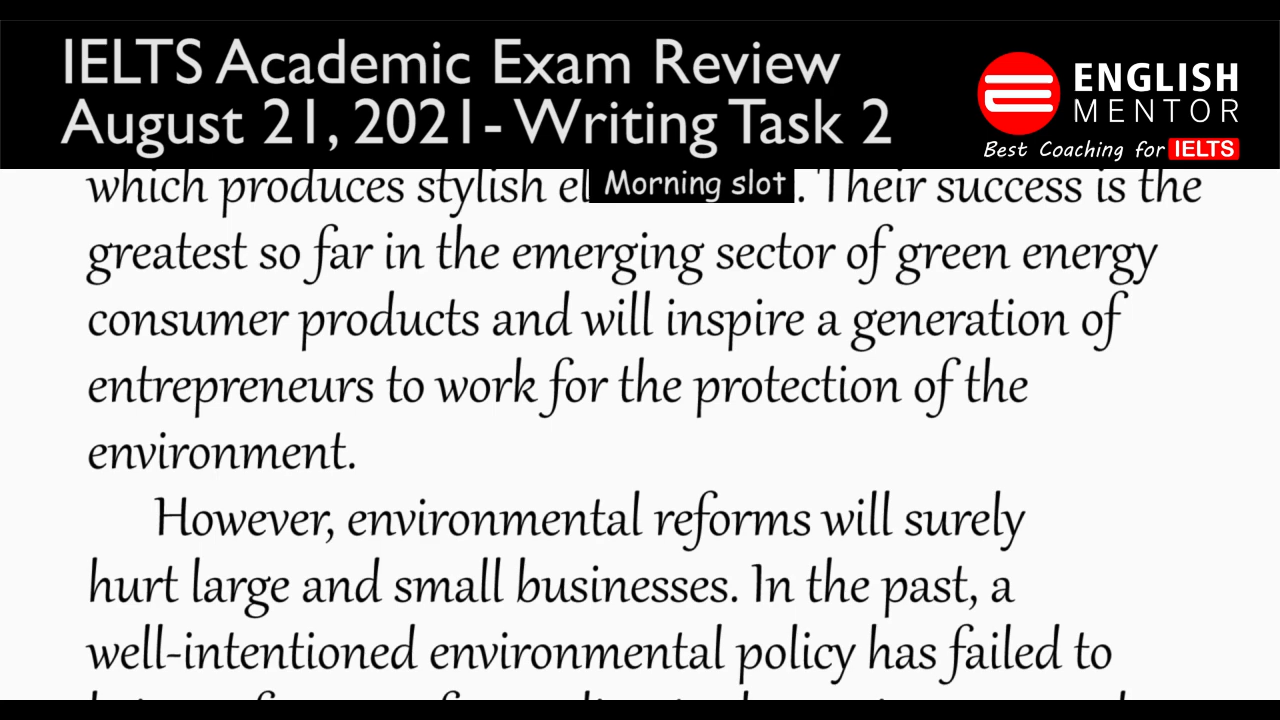 IELTS Academic Exam Review
August 21, 2021- Writing Task 2
ENGLISH
MENTOR
Best Coaching for IELTS
Morning slot
which produces stylish . Their success is the
greatest so far in the emerging sector of green energy
consumer products and will inspire a generation of
entrepreneurs to work for the protection of the
environment.
However, environmental reforms will surely
hurt large and small businesses. In the past, a
well-intentioned environmental policy has failed to